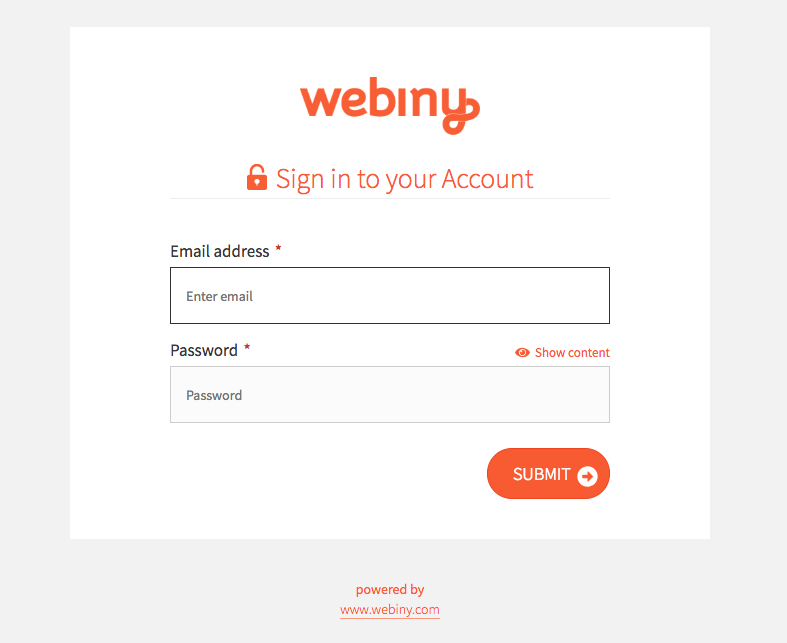 webiny
Sign in to your Account
Email address *
Enter email
Password *
Show content
Password
SUBMIT
powered by
www.webiny.com